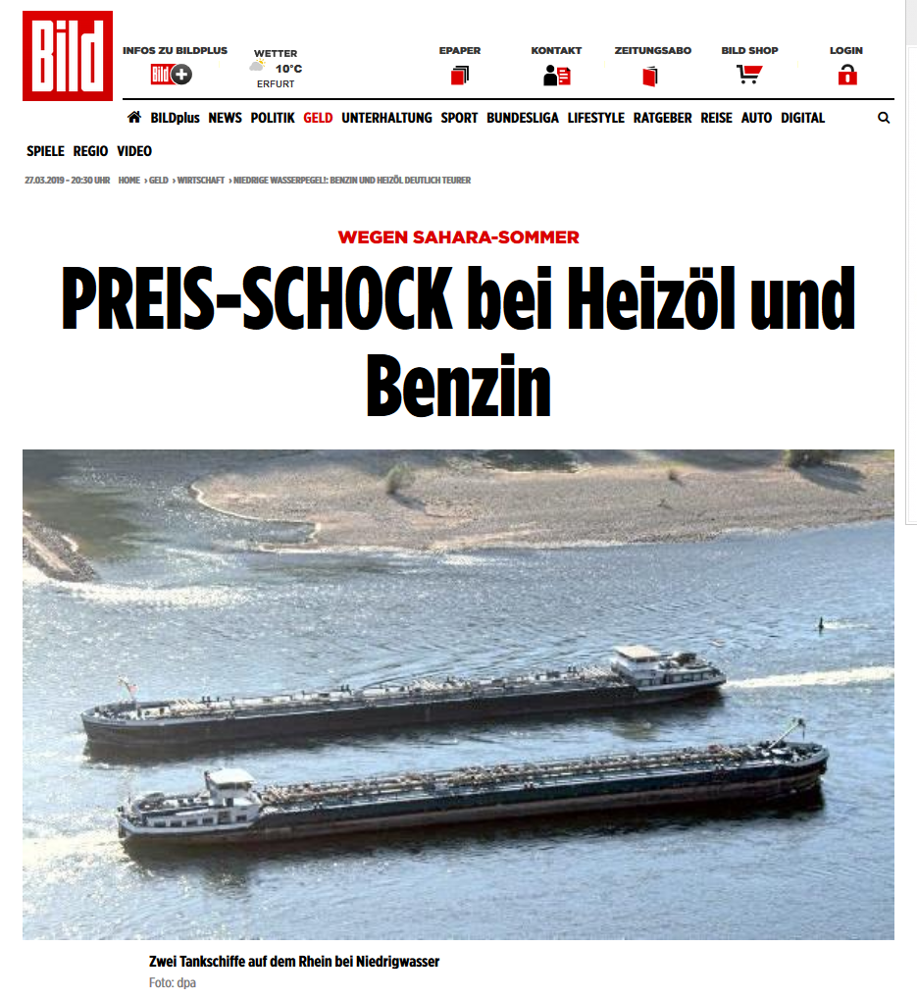 Bild
INFOS ZU BILDPLUS
Bild+
WETTER
10°C
ERFURT
EPAPER
KONTAKT
ZEITUNGSABO
BILD SHOP
LOGIN
BILDplus NEWS POLITIK GELD UNTERHALTUNG SPORT BUNDESLIGA LIFESTYLE RATGEBER REISE AUTO DIGITAL
SPIELE REGIO VIDEO
27.03.2019 - 20:30 UHR HOME › GELD › WIRTSCHAFT › NIEDRIGE WASSERPEGEL!: BENZIN UND HEIZÖL DEUTLICH TEURER
WEGEN SAHARA-SOMMER
PREIS-SCHOCK bei Heizöl und
Benzin
Zwei Tankschiffe auf dem Rhein bei Niedrigwasser
Foto: dpa